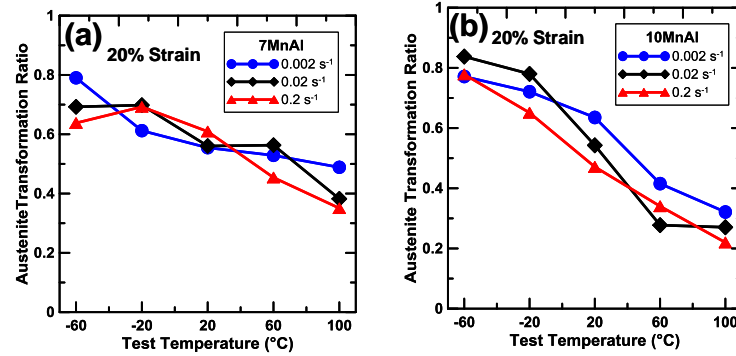 (a)
20% Strain
7MnAl
0.002 s⁻¹
0.02 s⁻¹
0.2 s⁻¹
AusteniteTransformation Ratio
1
0.8
0.6
0.4
0.2
0
-60 -20 20 60 100
Test Temperature (°C)
(b)
20% Strain
10MnAl
0.002 s⁻¹
0.02 s⁻¹
0.2 s⁻¹
Austenite Transformation Ratio
1
0.8
0.6
0.4
0.2
0
-60 -20 20 60 100
Test Temperature (°C)